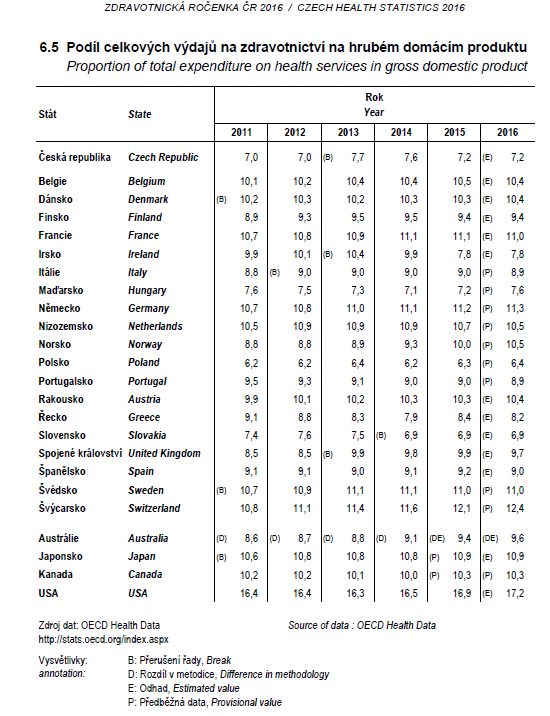 ZDRAVOTNICKÁ ROČENKA ČR 2016 / CZECH HEALTH STATISTICS 2016
6.5 Podíl celkových výdajů na zdravotnictví na hrubém domácím produktu
Proportion of total expenditure on health services in gross domestic product
Rok
Stát State Year
2011 2012 2013 2014 2015 2016
Česká republika Czech Republic 7,0 7,0 (B) 7,7 7,6 7,2 (E) 7,2
Belgie Belgium 10,1 10,2 10,4 10,4 10,5 (E) 10,4
Dánsko Denmark (B) 10,2 10,3 10,2 10,3 10,3 (E) 10,4
Finsko Finland 8,9 9,3 9,5 9,5 9,4 (E) 9,4
Francie France 10,7 10,8 10,9 11,1 11,1 (E) 11,0
Irsko Ireland 9,9 10,1 (B) 10,4 9,9 7,8 (E) 7,8
Itálie Italy 8,8 (B) 9,0 9,0 9,0 9,0 (P) 8,9
Maďarsko Hungary 7,6 7,5 7,3 7,1 7,2 (P) 7,6
Německo Germany 10,7 10,8 11,0 11,1 11,2 (P) 11,3
Nizozemsko Netherlands 10,5 10,9 10,9 10,9 10,7 (P) 10,5
Norsko Norway 8,8 8,8 8,9 9,3 10,0 (P) 10,5
Polsko Poland 6,2 6,2 6,4 6,2 6,3 (P) 6,4
Portugalsko Portugal 9,5 9,3 9,1 9,0 9,0 (P) 8,9
Rakousko Austria 9,9 10,1 10,2 10,3 10,3 (E) 10,4
Řecko Greece 9,1 8,8 8,3 7,9 8,4 (E) 8,2
Slovensko Slovakia 7,4 7,6 7,5 (B) 6,9 6,9 (E) 6,9
Spojené království United Kingdom 8,5 8,5 (B) 9,9 9,8 9,9 (E) 9,7
Španělsko Spain 9,1 9,1 9,0 9,1 9,2 (E) 9,0
Švédsko Sweden (B) 10,7 10,9 11,1 11,1 11,0 (P) 11,0
Švýcarsko Switzerland 10,8 11,1 11,4 11,6 12,1 (P) 12,4
Austrálie Australia (D) 8,6 (D) 8,7 (D) 8,8 (D) 9,1 (DE) 9,4 (DE) 9,6
Japonsko Japan (B) 10,6 10,8 10,8 10,8 (P) 10,9 (E) 10,9
Kanada Canada 10,2 10,2 10,1 10,0 (P) 10,3 (P) 10,3
USA USA 16,4 16,4 16,3 16,5 16,9 (E) 17,2
Zdroj dat: OECD Health Data Source of data : OECD Health Data
http://stats.oecd.org/index.aspx
Vysvětlivky: B: Přerušení řady, Break
annotation: D: Rozdíl v metodice, Difference in methodology
E: Odhad, Estimated value
P: Předběžná data, Provisional value